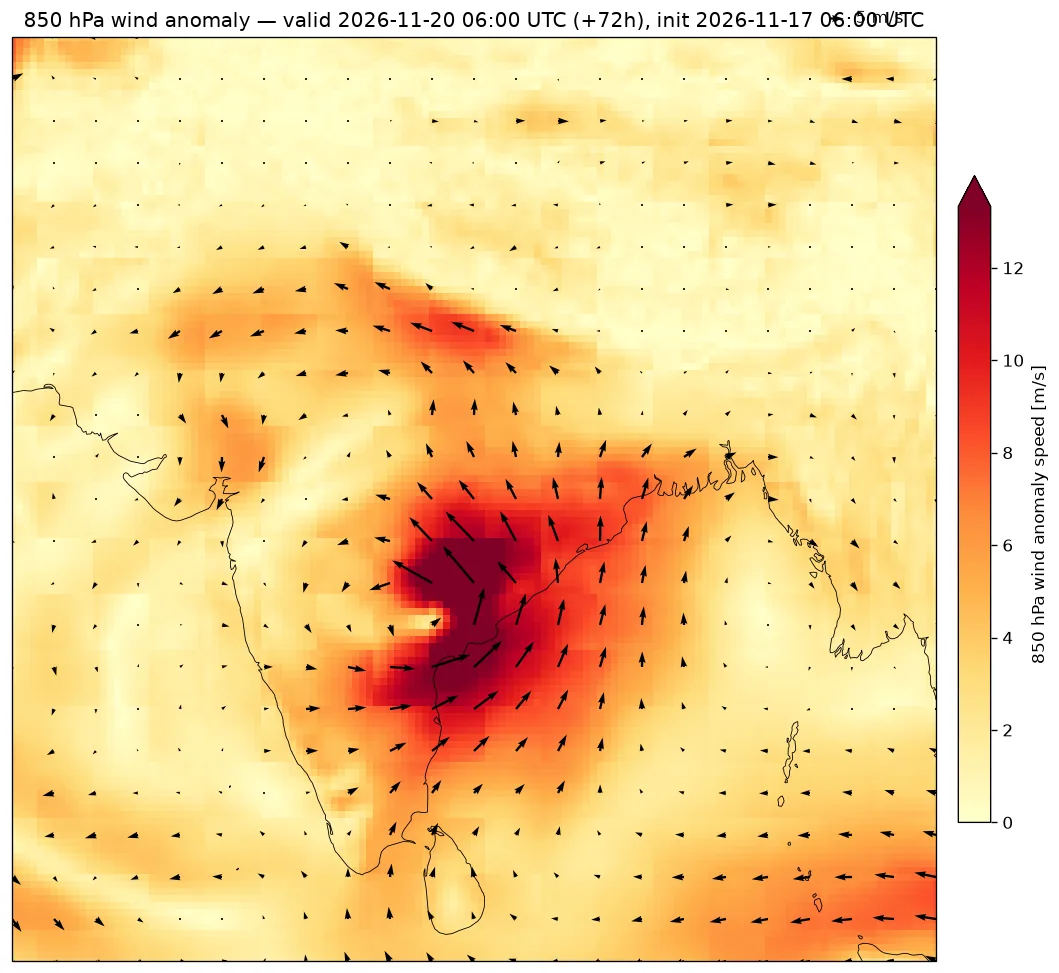 850 hPa wind anomaly — valid 2026-11-20 06:00 UTC (+72h), init 2026-11-17 06:00 UTC
5 m/s
12
10
8
6
4
2
0
850 hPa wind anomaly speed [m/s]